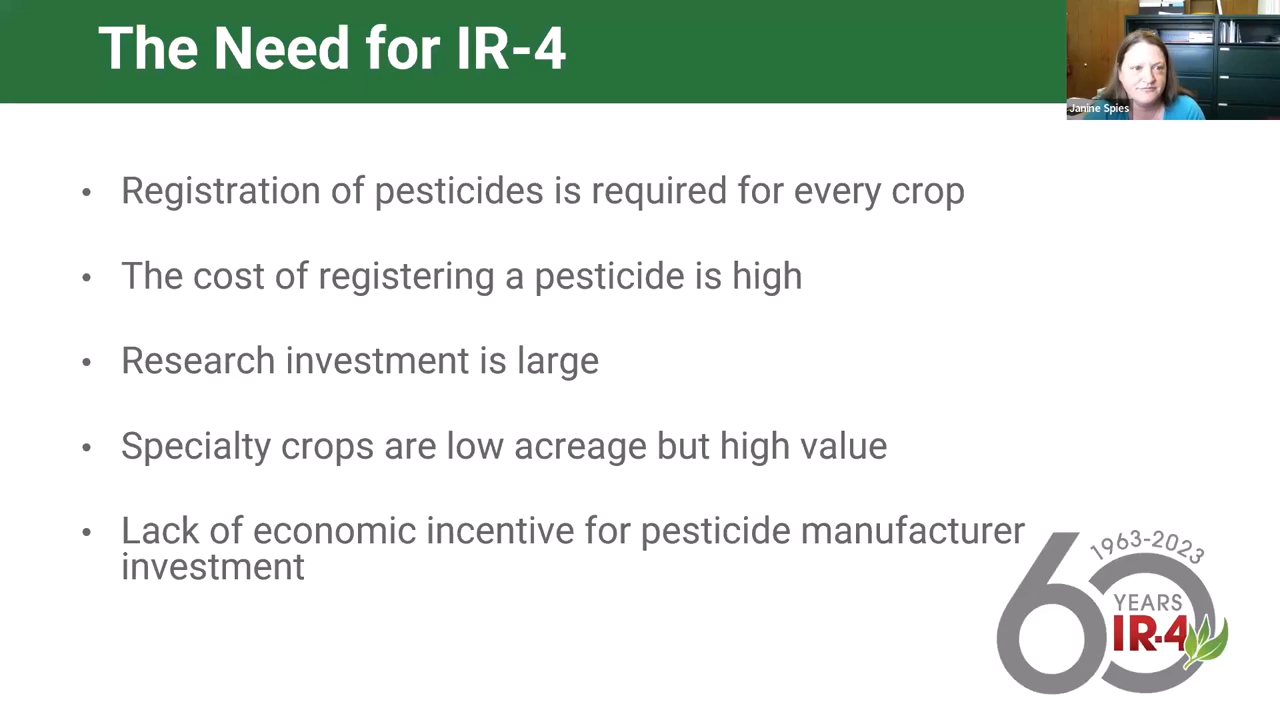 The Need for IR-4
Janine Spies
• Registration of pesticides is required for every crop
• The cost of registering a pesticide is high
• Research investment is large
• Specialty crops are low acreage but high value
• Lack of economic incentive for pesticide manufacturer
investment
1963-2023
60
YEARS
IR-4